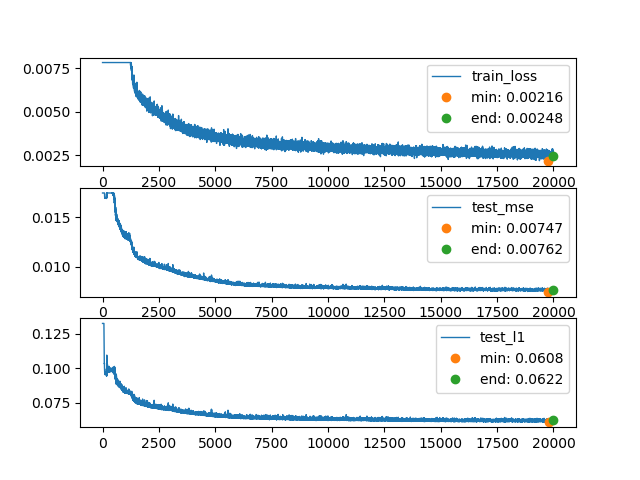 0.0075
0.0050
0.0025
train_loss
min: 0.00216
end: 0.00248
0 2500 5000 7500 10000 12500 15000 17500 20000
0.015
0.010
test_mse
min: 0.00747
end: 0.00762
0 2500 5000 7500 10000 12500 15000 17500 20000
0.125
0.100
0.075
test_l1
min: 0.0608
end: 0.0622
0 2500 5000 7500 10000 12500 15000 17500 20000